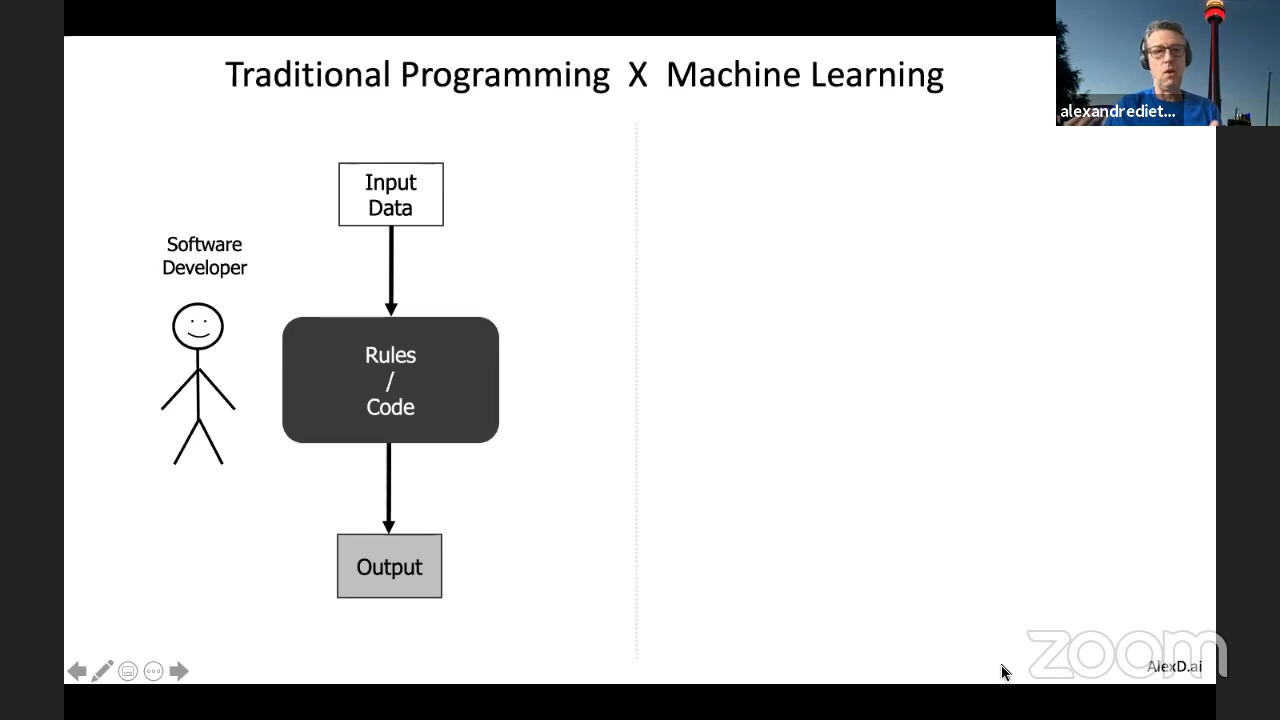 Traditional Programming X Machine Learning
alexandrediet...
Input
Data
Software
Developer
Rules
/
Code
Output
zoom
AlexD.ai